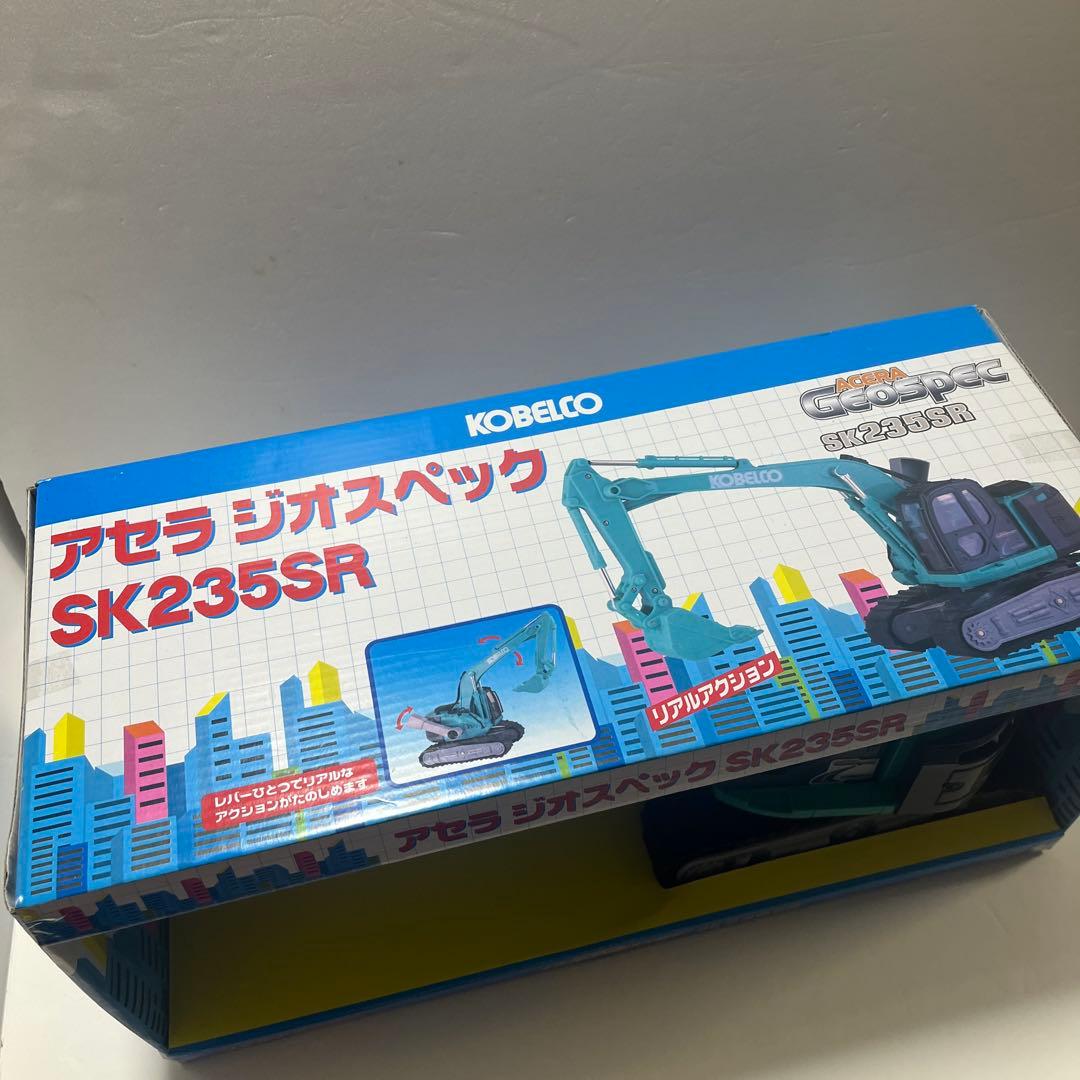 KOBELCO
ACERA
GEOSPEC
SK235SR
アセラ ジオスペック
SK235SR
KOBELCO
KOBELCO
リアルアクション
レバーひとつでリアルな
アクションがたのしめます
アセラ ジオスペック SK235SR